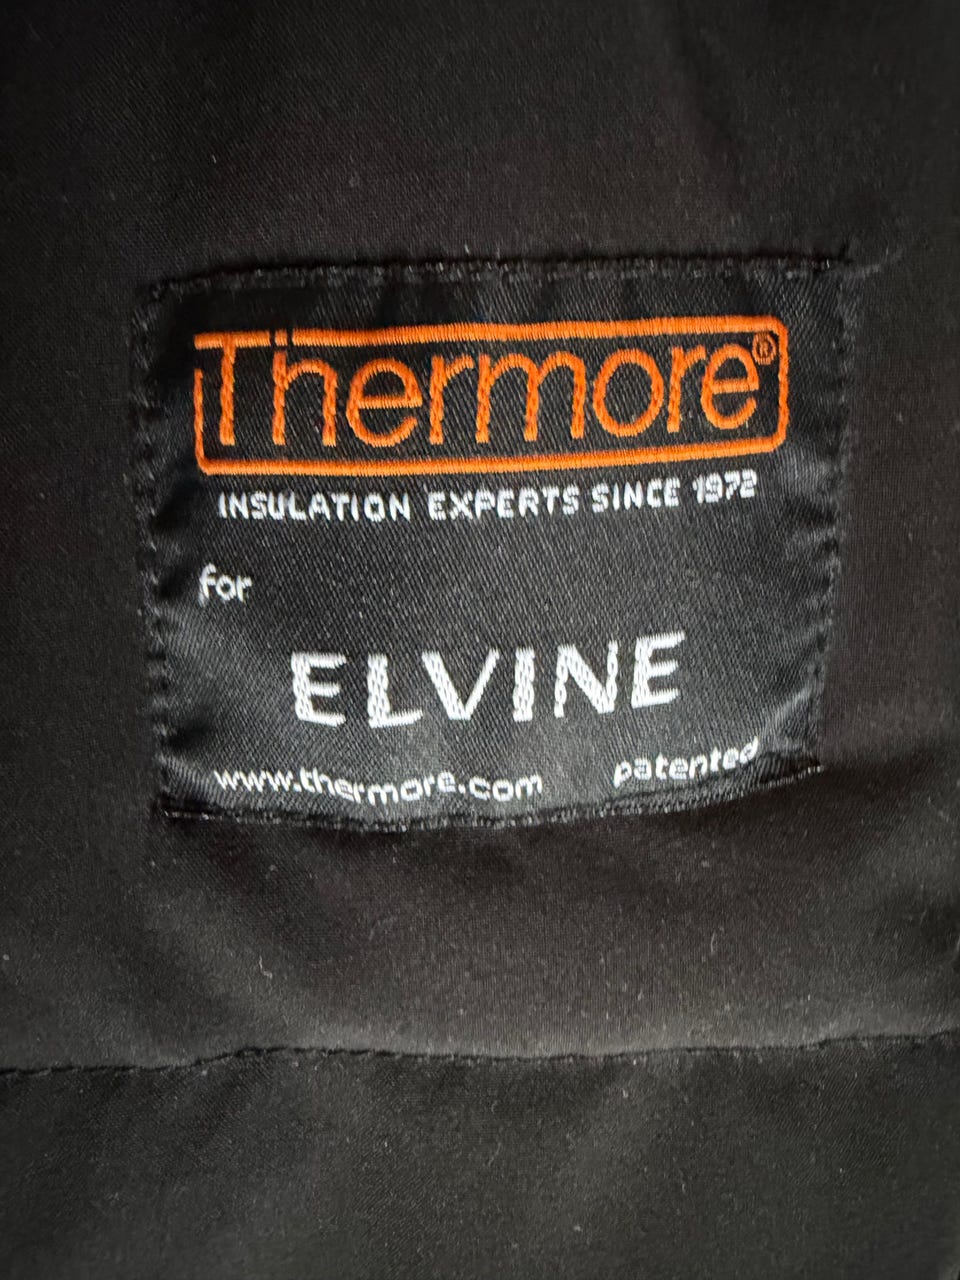 Thermore®
INSULATION EXPERTS SINCE 1972
for
ELVINE
www.thermore.com patented